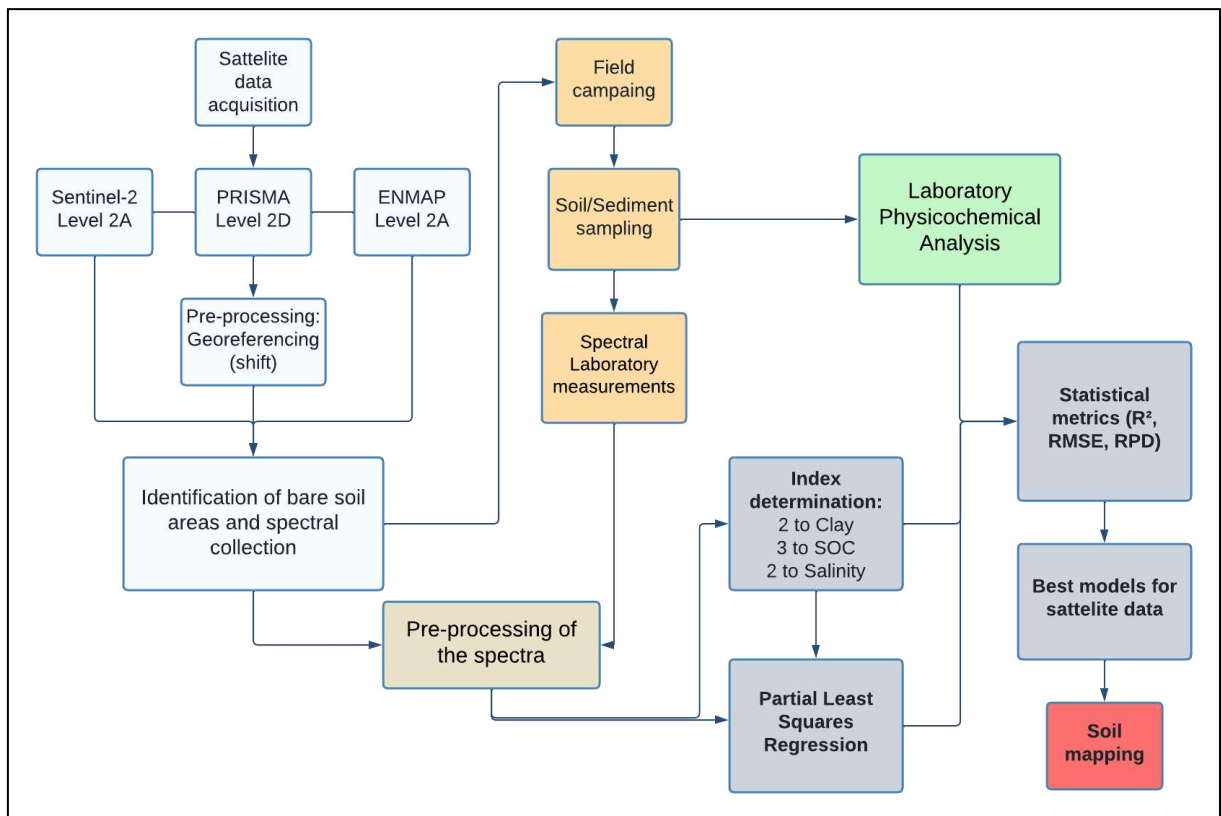 Sattelite
data
acquisition
Sentinel-2
Level 2A
PRISMA
Level 2D
ENMAP
Level 2A
Pre-processing:
Georeferencing
(shift)
Identification of bare soil
areas and spectral
collection
Field
campaing
Soil/Sediment
sampling
Spectral
Laboratory
measurements
Pre-processing of
the spectra
Laboratory
Physicochemical
Analysis
Index
determination:
2 to Clay
3 to SOC
2 to Salinity
Partial Least
Squares
Regression
Statistical
metrics (R²,
RMSE, RPD)
Best models for
sattelite data
Soil
mapping